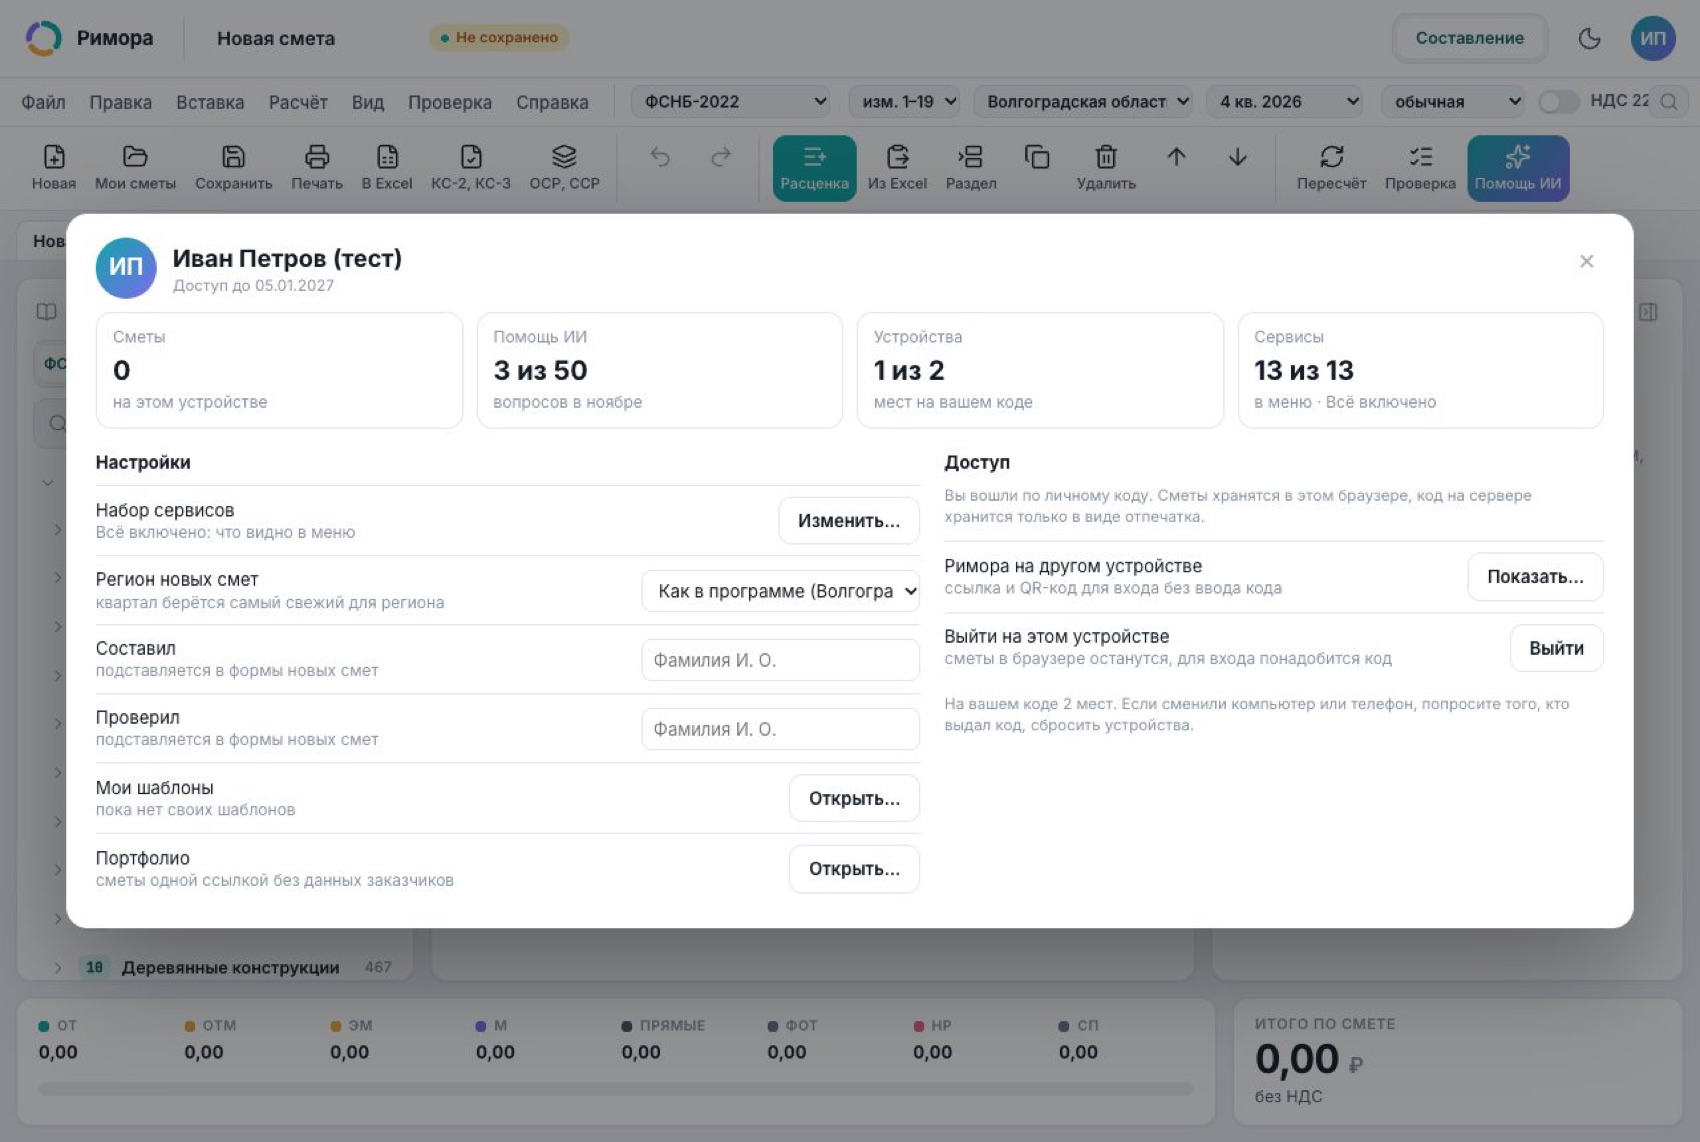 Римора
Новая смета
Не сохранено
Составление
ИП
Файл Правка Вставка Расчёт Вид Проверка Справка
ФСНБ-2022
изм. 1–19
Волгоградская област
4 кв. 2026
обычная
НДС 22
Новая
Мои сметы
Сохранить
Печать
В Excel
КС-2, КС-3
ОСР, ССР
Расценка
Из Excel
Раздел
Удалить
Пересчёт
Проверка
Помощь ИИ
Нов
ИП
Иван Петров (тест)
Доступ до 05.01.2027
Сметы
0
на этом устройстве
Помощь ИИ
3 из 50
вопросов в ноябре
Устройства
1 из 2
мест на вашем коде
Сервисы
13 из 13
в меню · Всё включено
ФС
Настройки
Набор сервисов
Всё включено: что видно в меню
Изменить...
Регион новых смет
квартал берётся самый свежий для региона
Как в программе (Волгогра
Составил
подставляется в формы новых смет
Фамилия И. О.
Проверил
подставляется в формы новых смет
Фамилия И. О.
Мои шаблоны
пока нет своих шаблонов
Открыть...
Портфолио
сметы одной ссылкой без данных заказчиков
Открыть...
Доступ
Вы вошли по личному коду. Сметы хранятся в этом браузере, код на сервере
хранится только в виде отпечатка.
Римора на другом устройстве
ссылка и QR-код для входа без ввода кода
Показать...
Выйти на этом устройстве
сметы в браузере останутся, для входа понадобится код
Выйти
На вашем коде 2 мест. Если сменили компьютер или телефон, попросите того, кто
выдал код, сбросить устройства.
10 Деревянные конструкции 467
ОТ
0,00
ОТМ
0,00
ЭМ
0,00
М
0,00
ПРЯМЫЕ
0,00
ФОТ
0,00
НР
0,00
СП
0,00
ИТОГО ПО СМЕТЕ
0,00 ₽
без НДС